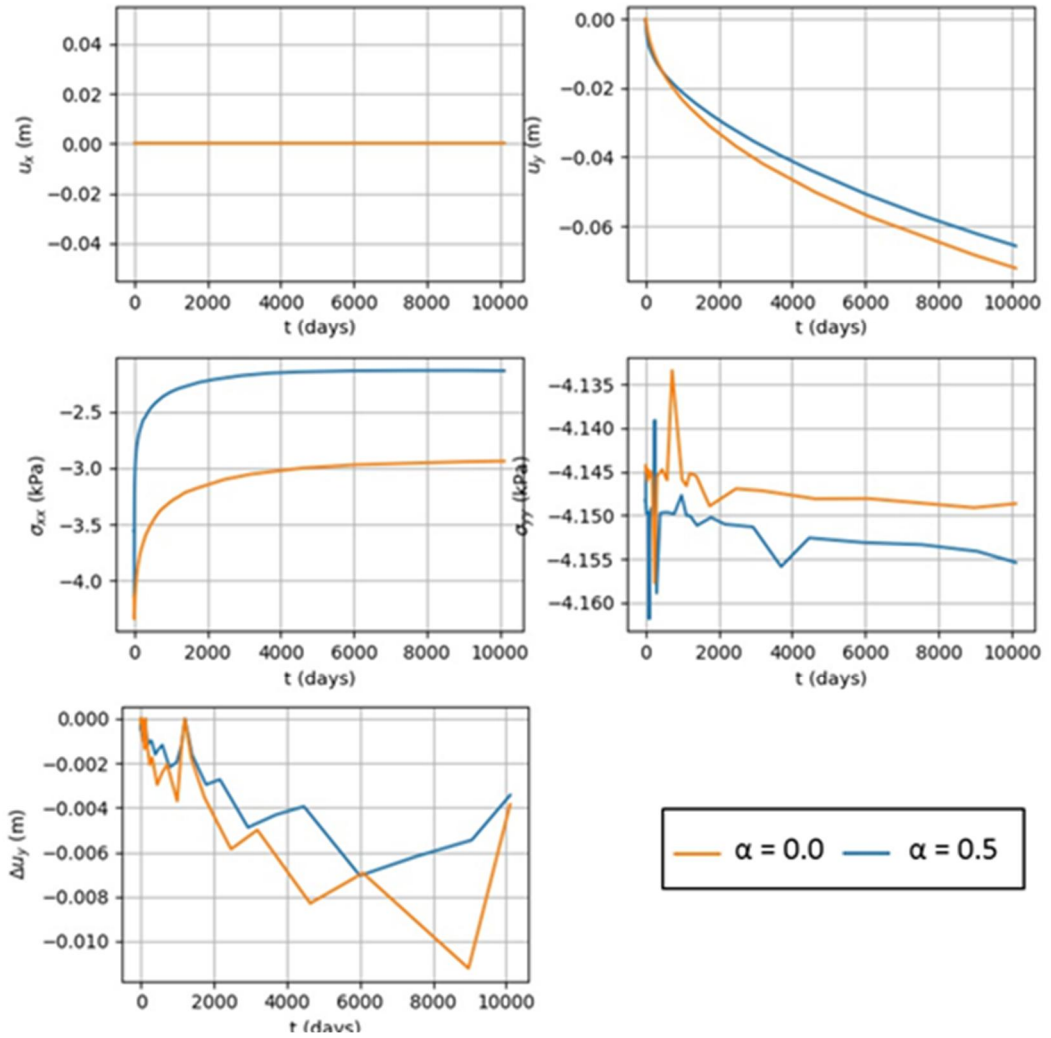 0.04
0.02
0.00
−0.02
−0.04
uₓ (m)
0 2000 4000 6000 8000 10000
t (days)
0.00
−0.02
−0.04
−0.06
u_y (m)
0 2000 4000 6000 8000 10000
t (days)
−2.5
−3.0
−3.5
−4.0
σₓₓ (kPa)
0 2000 4000 6000 8000 10000
t (days)
−4.135
−4.140
−4.145
−4.150
−4.155
−4.160
σ_yy (kPa)
0 2000 4000 6000 8000 10000
t (days)
0.000
−0.002
−0.004
−0.006
−0.008
−0.010
Δu_y (m)
0 2000 4000 6000 8000 10000
t (days)
α = 0.0 α = 0.5